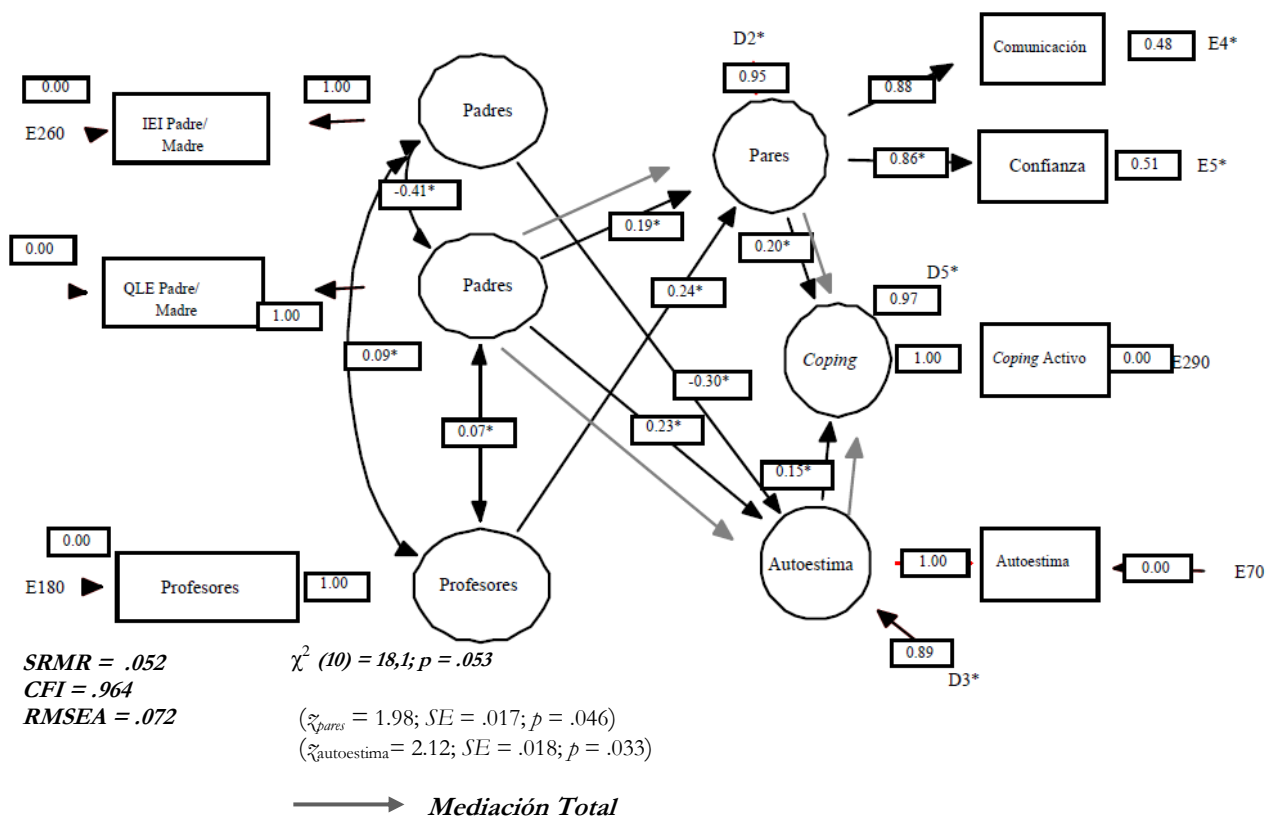 D2*
0.95
Comunicación
0.48
E4*
0.00
1.00
Padres
0.88
E260
IEI Padre/
Madre
Pares
0.86*
Confíanza
0.51
E5*
-0.41*
0.19*
0.20*
0.00
QLE Padre/
Madre
1.00
Padres
0.24*
D5*
0.97
0.09*
Coping
1.00
Coping Activo
0.00
E290
-0.30*
0.07*
0.23*
0.15*
0.00
E180
Profesores
1.00
Profesores
Autoestima
1.00
Autoestima
0.00
E70
0.89
D3*
SRMR = .052
CFI = .964
RMSEA = .072
χ² (10) = 18,1; p = .053
(zpares = 1.98; SE = .017; p = .046)
(zautoestima= 2.12; SE = .018; p = .033)
Mediación Total